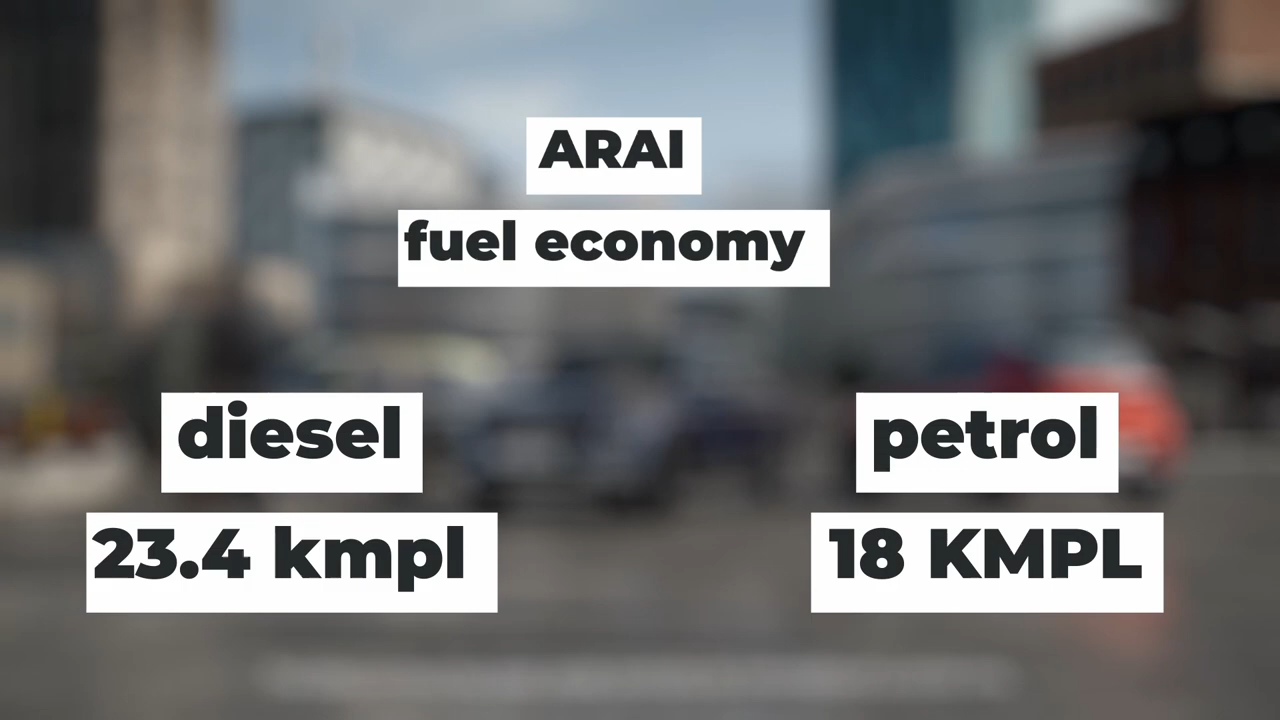 ARAI
fuel economy
diesel
petrol
23.4 kmpl
18 KMPL